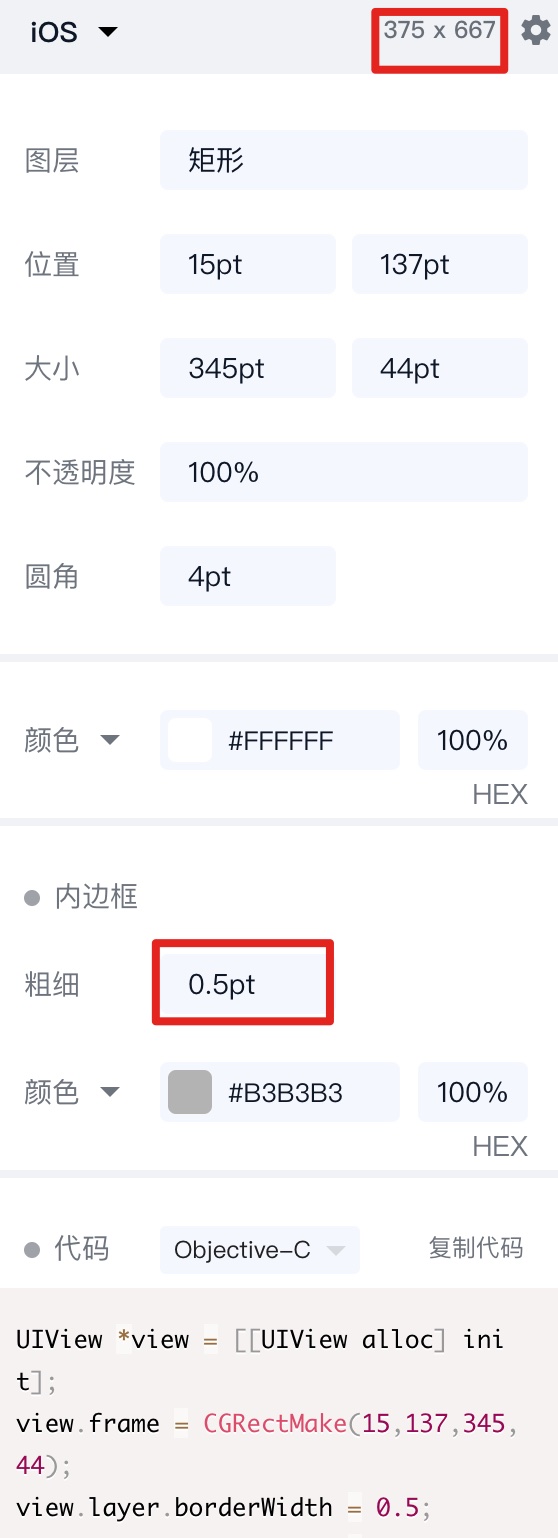 iOS 375 x 667
图层 矩形
位置 15pt 137pt
大小 345pt 44pt
不透明度 100%
圆角 4pt
颜色 #FFFFFF 100%
HEX
内边框
粗细 0.5pt
颜色 #B3B3B3 100%
HEX
代码 Objective-C 复制代码
UIView *view = [[UIView alloc] ini
t];
view.frame = CGRectMake(15,137,345,
44);
view.layer.borderWidth = 0.5;